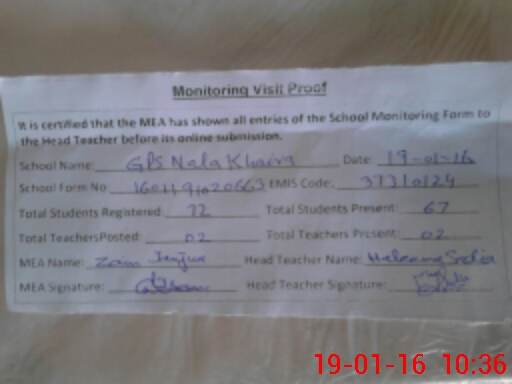 Monitoring Visit Proof
It is certified that the MEA has shown all entries of the School Monitoring Form to
the Head Teacher before its online submission.
School Name: GPS Nala Date: 19-01-16
School Form No: EMIS Code: 37310124
Total Students Registered: 72 Total Students Present: 67
Total TeachersPosted: 02 Total Teachers Present: 02
MEA Name: Head Teacher Name:
MEA Signature: Head Teacher Signature:
19-01-16 10:36